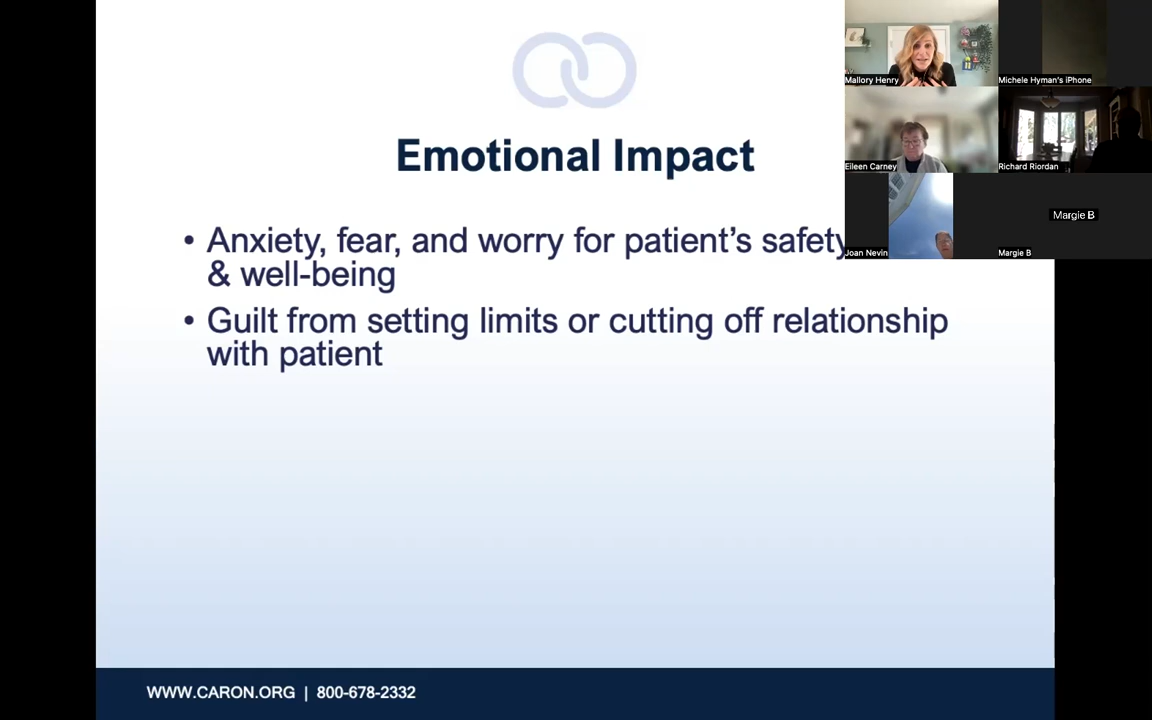 Emotional Impact
• Anxiety, fear, and worry for patient’s safety
& well-being
• Guilt from setting limits or cutting off relationship
with patient
WWW.CARON.ORG | 800-678-2332
Mallory Henry
Michele Hyman's iPhone
Eileen Carney
Richard Riordan
Joan Nevin
Margie B
Margie B